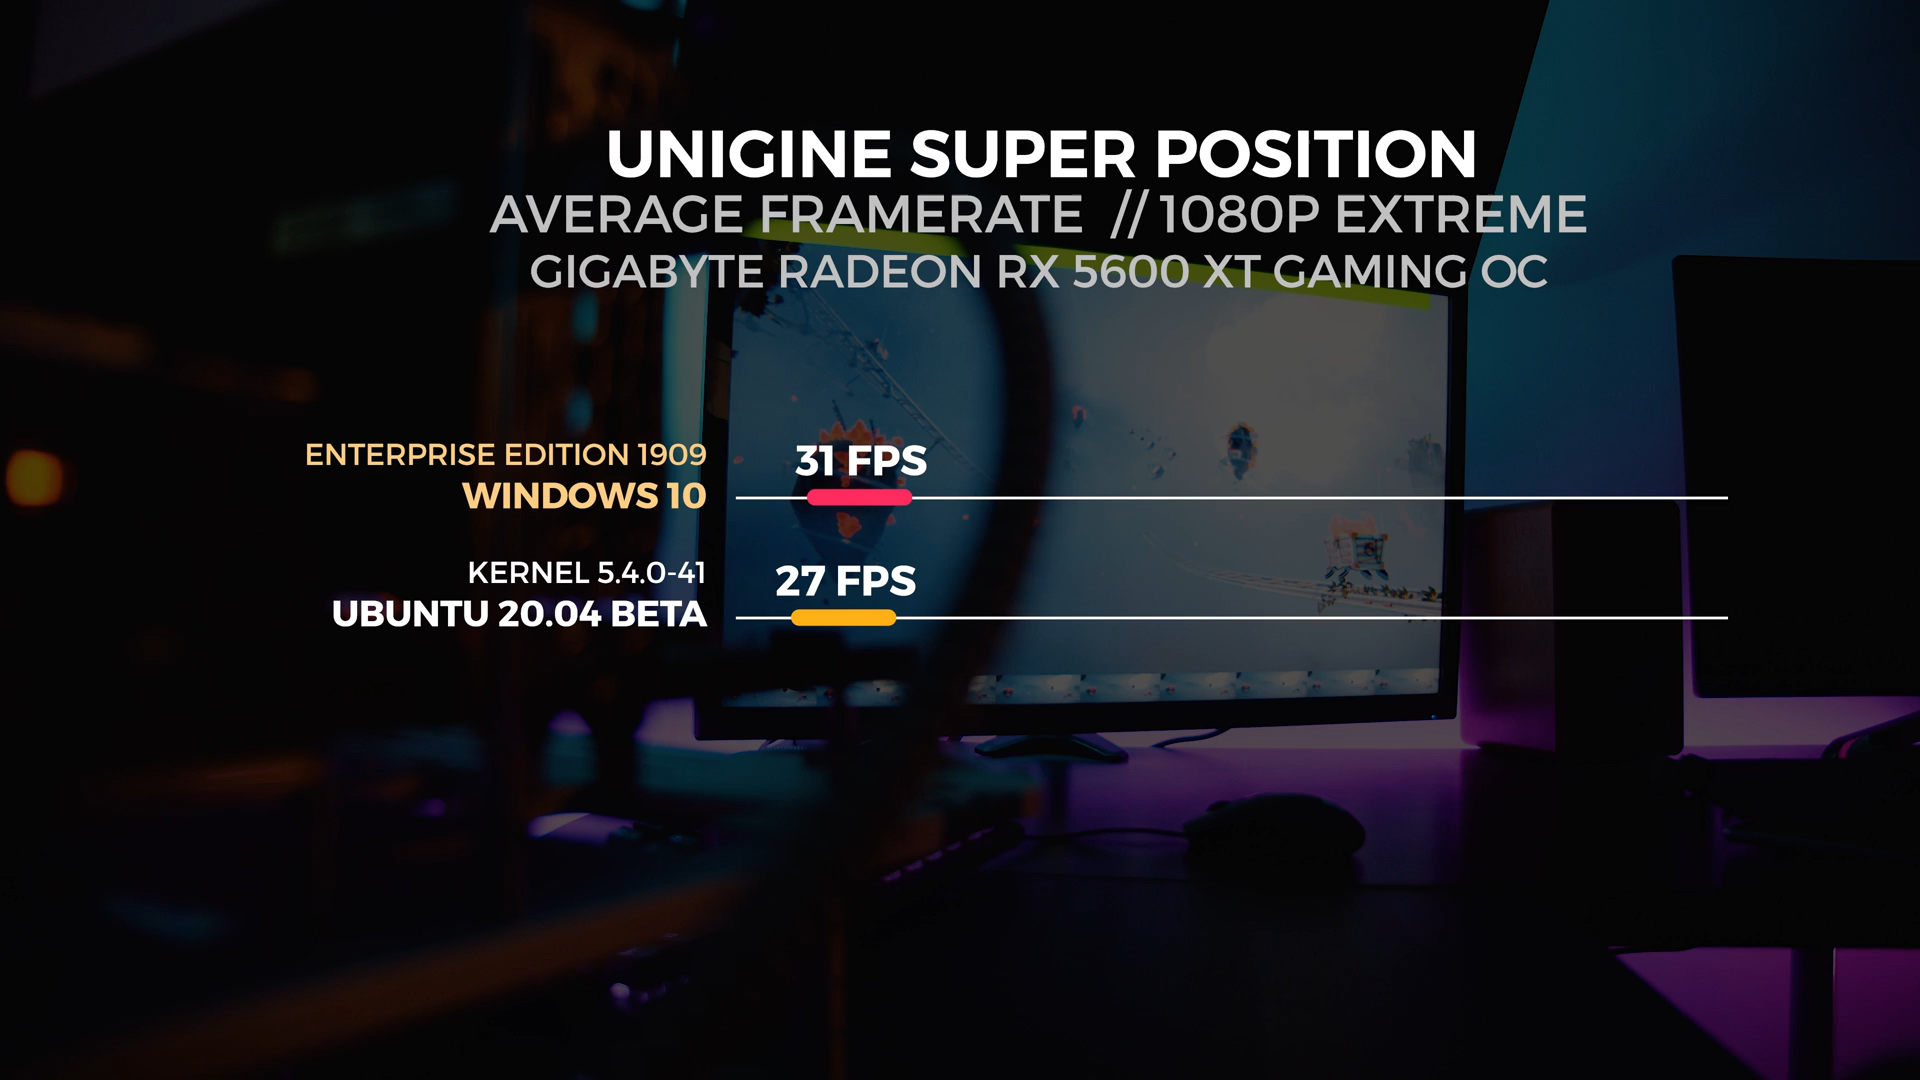 UNIGINE SUPER POSITION
AVERAGE FRAMERATE // 1080P EXTREME
GIGABYTE RADEON RX 5600 XT GAMING OC
ENTERPRISE EDITION 1909
WINDOWS 10
31 FPS
KERNEL 5.4.0-41
UBUNTU 20.04 BETA
27 FPS